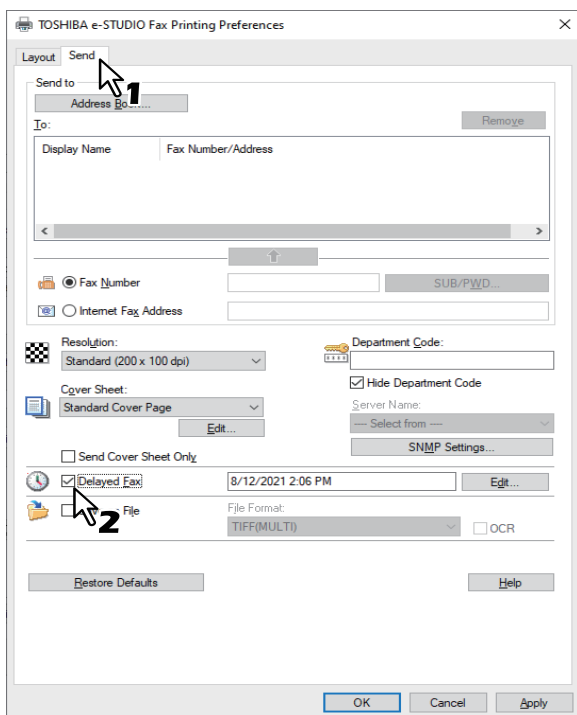 TOSHIBA e-STUDIO Fax Printing Preferences
Layout Send
1
Send to
Address
Remove
To:
Display Name Fax Number/Address
Fax Number
SUB/PWD...
Internet Fax Address
Resolution:
Standard (200 x 100 dpi)
Department Code:
Hide Department Code
Cover Sheet:
Standard Cover Page
Edit...
Server Name:
--- Select from ---
SNMP Settings...
Send Cover Sheet Only
Delayed Fax 8/12/2021 2:06 PM Edit...
2
File
File Format:
TIFF(MULTI)
OCR
Restore Defaults Help
OK Cancel Apply